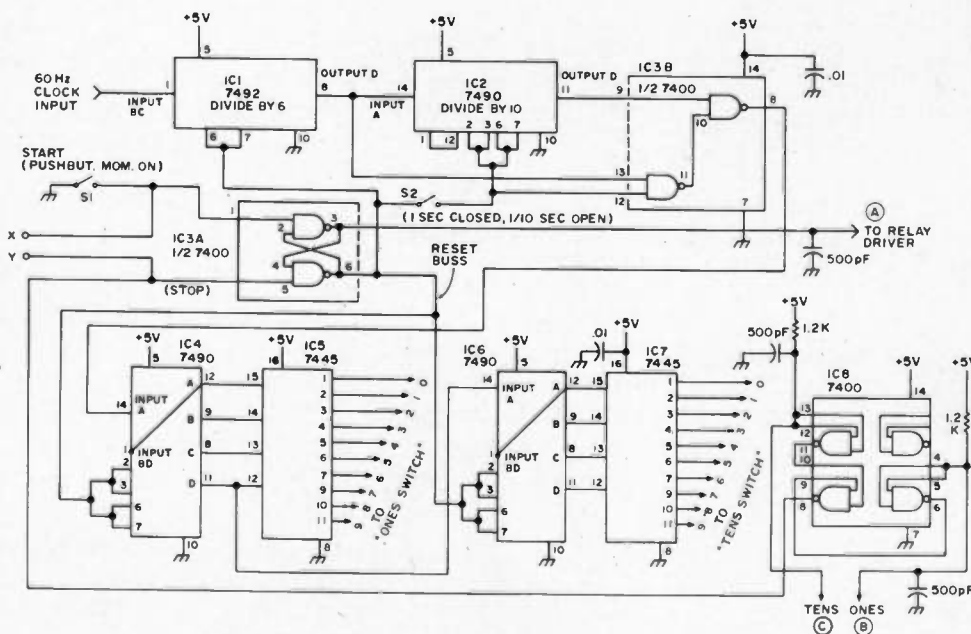 +5V
5
60 Hz
CLOCK
INPUT
1
INPUT
BC
IC1
7492
DIVIDE BY 6
OUTPUT D
8
6
7
10
+5V
5
14
INPUT
A
IC2
7490
DIVIDE BY 10
OUTPUT D
11
1
12
2
3
6
7
10
+5V
14
.01
IC3B
1/2 7400
9
10
8
13
1
12
11
7
START
(PUSHBUT. MOM. ON)
S1
S2
(1 SEC CLOSED, 1/10 SEC OPEN)
X
Y
IC3A
1/2 7400
1
2
3
4
5
6
(STOP)
RESET
BUSS
A
TO RELAY
DRIVER
500pF
+5V
5
IC4
7490
14
INPUT
A
1
INPUT
BD
2
3
6
7
10
A
12
B
9
C
8
D
11
+5V
16
IC5
7445
15
14
13
12
8
1
2
3
4
5
6
7
9
10
11
0
1
2
3
4
5
6
7
8
9
TO
"ONES SWITCH"
+5V
5
IC6
7490
14
INPUT
A
1
INPUT
BD
2
3
6
7
10
A
12
B
9
C
8
D
11
.01
+5V
16
IC7
7445
15
14
13
12
8
1
2
3
4
5
6
7
9
10
11
0
1
2
3
4
5
6
7
8
9
TO
"TENS SWITCH"
+5V
1.2K
500pF
IC8
7400
+5V
14
+5V
1.2
K
13
12
11
10
9
8
4
5
6
7
500pF
TENS
C
ONES
B